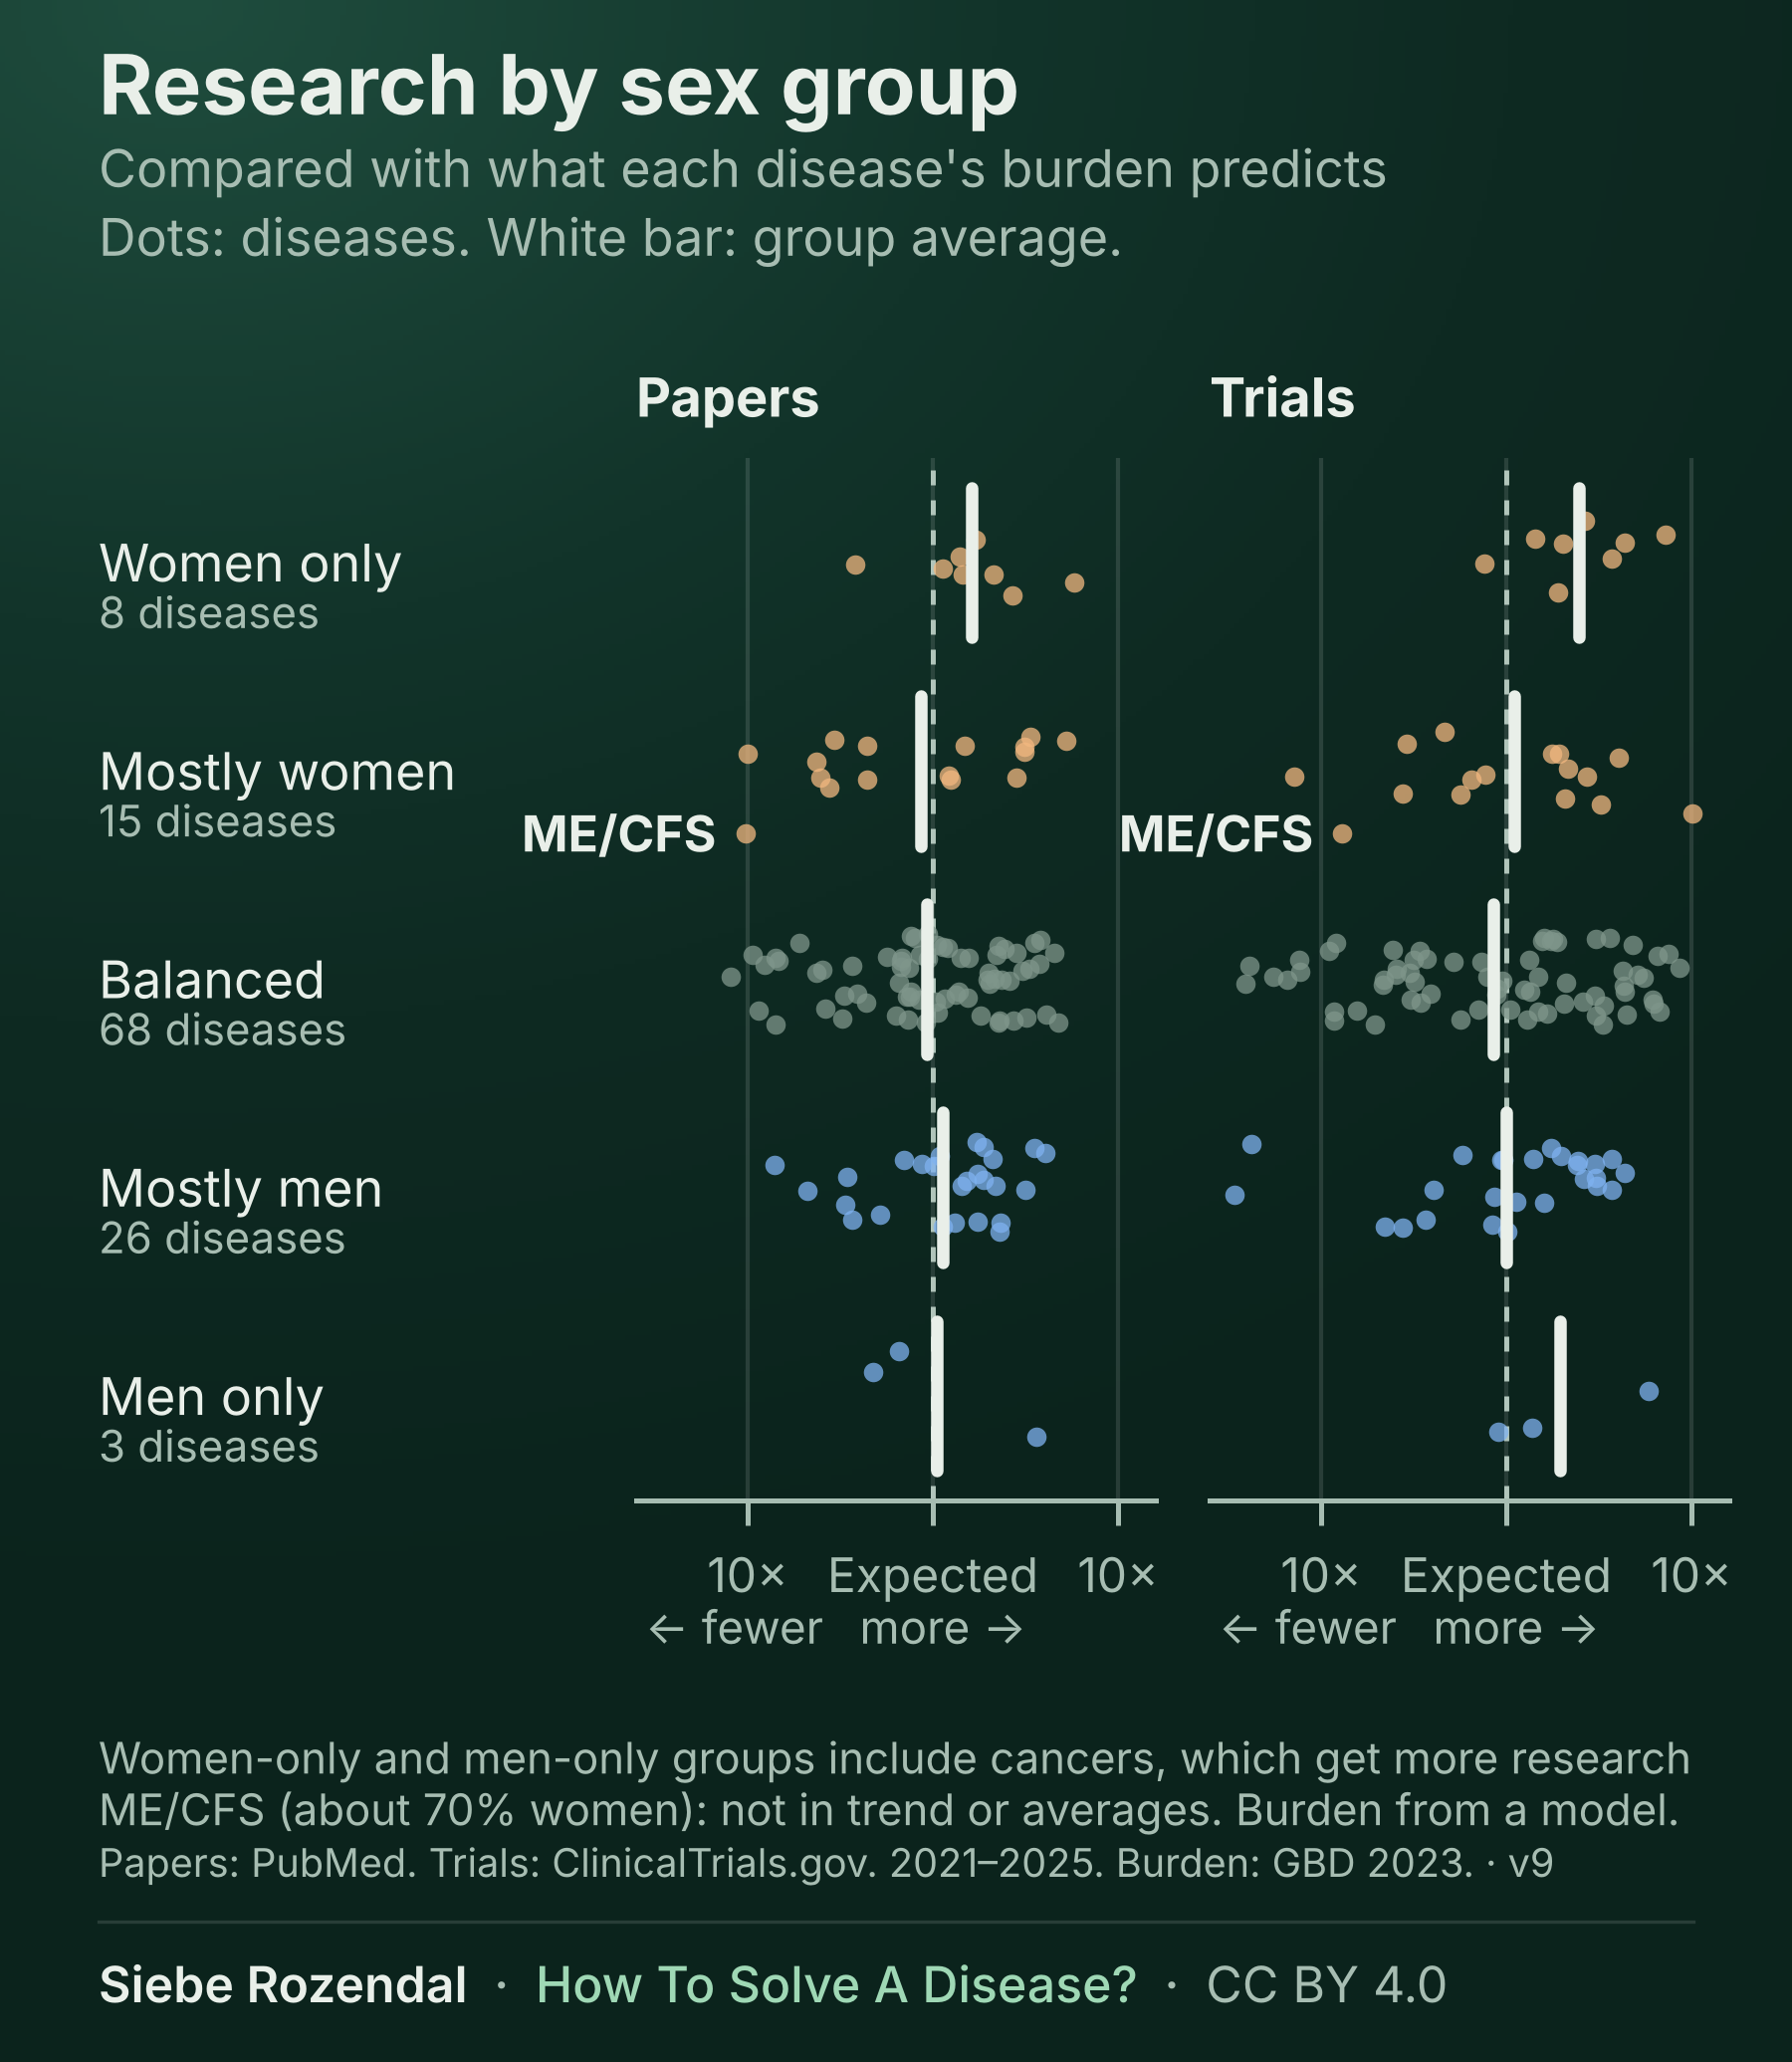 Research by sex group
Compared with what each disease's burden predicts
Dots: diseases. White bar: group average.
Papers
Trials
Women only
8 diseases
Mostly women
15 diseases
ME/CFS
ME/CFS
Balanced
68 diseases
Mostly men
26 diseases
Men only
3 diseases
10× Expected 10×
← fewer more →
10× Expected 10×
← fewer more →
Women-only and men-only groups include cancers, which get more research
ME/CFS (about 70% women): not in trend or averages. Burden from a model.
Papers: PubMed. Trials: ClinicalTrials.gov. 2021–2025. Burden: GBD 2023. · v9
Siebe Rozendal · How To Solve A Disease? · CC BY 4.0